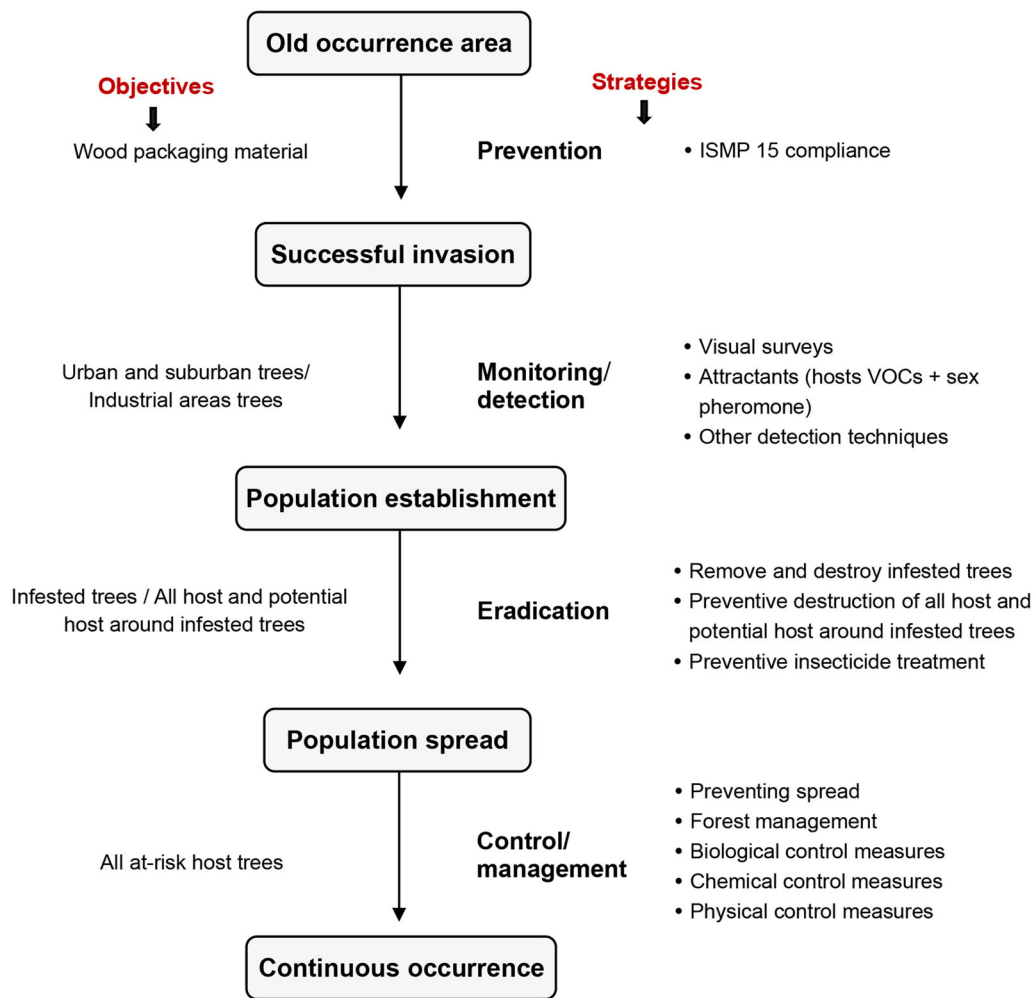 Old occurrence area
Objectives
Strategies
Wood packaging material
Prevention
• ISMP 15 compliance
Successful invasion
Urban and suburban trees/
Industrial areas trees
Monitoring/
detection
• Visual surveys
• Attractants (hosts VOCs + sex
pheromone)
• Other detection techniques
Population establishment
Infested trees / All host and potential
host around infested trees
Eradication
• Remove and destroy infested trees
• Preventive destruction of all host and
potential host around infested trees
• Preventive insecticide treatment
Population spread
All at-risk host trees
Control/
management
• Preventing spread
• Forest management
• Biological control measures
• Chemical control measures
• Physical control measures
Continuous occurrence